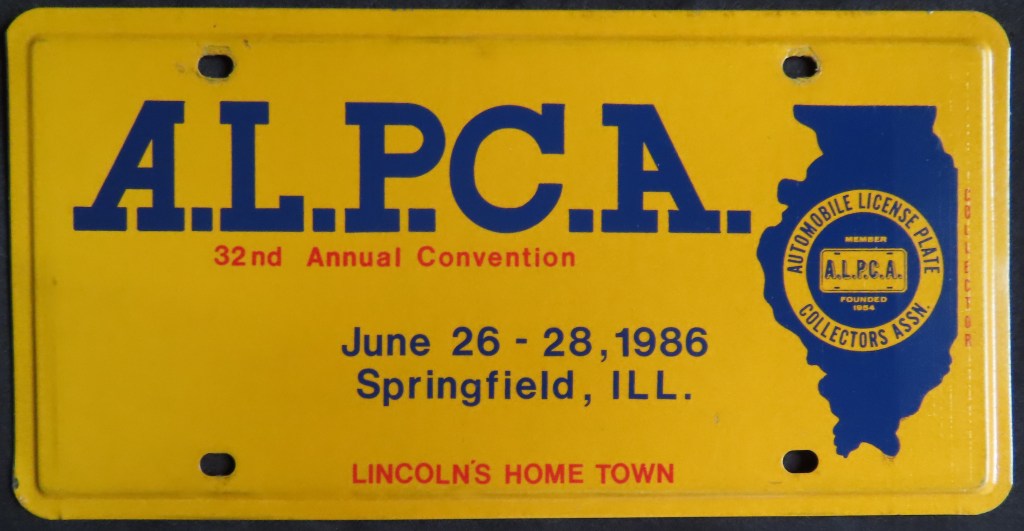 A.L.P.C.A.
32nd Annual Convention
June 26 - 28, 1986
Springfield, ILL.
LINCOLN'S HOME TOWN
AUTOMOBILE LICENSE PLATE
MEMBER
A.L.P.C.A.
FOUNDED
1954
COLLECTORS ASSN.
COLLECTOR